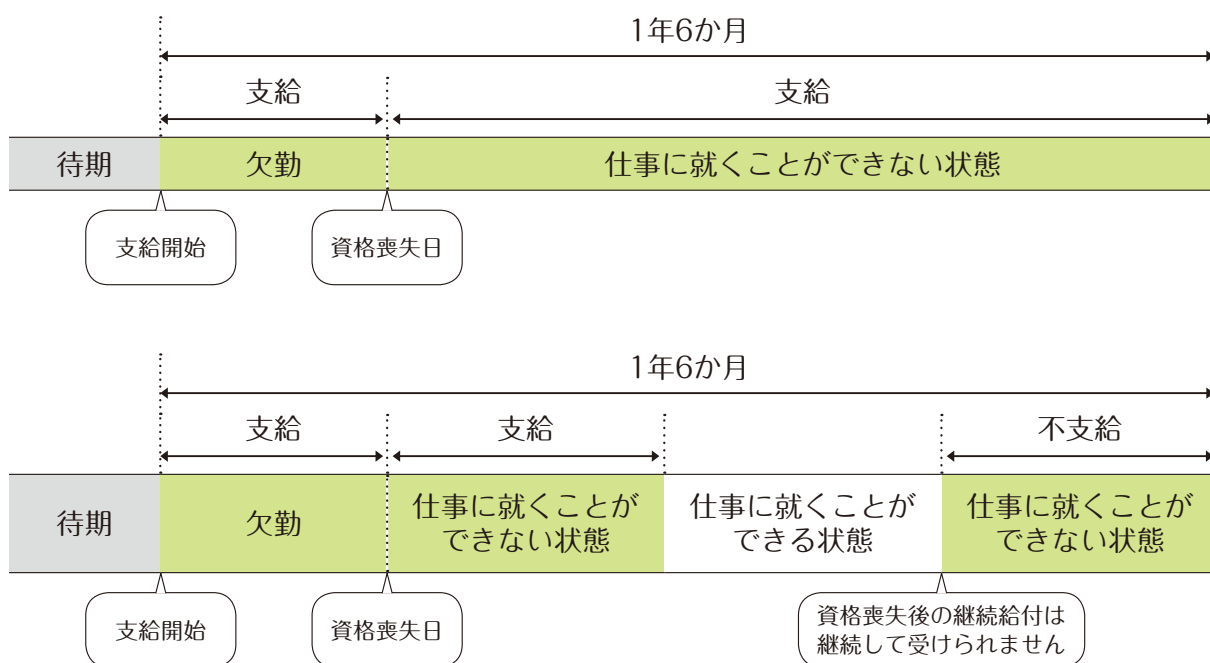 1年6か月
支給 支給
待期 欠勤 仕事に就くことができない状態
支給開始 資格喪失日
1年6か月
支給 支給 不支給
待期 欠勤 仕事に就くことが
できない状態 仕事に就くことが
できる状態 仕事に就くことが
できない状態
支給開始 資格喪失日 資格喪失後の継続給付は
継続して受けられません